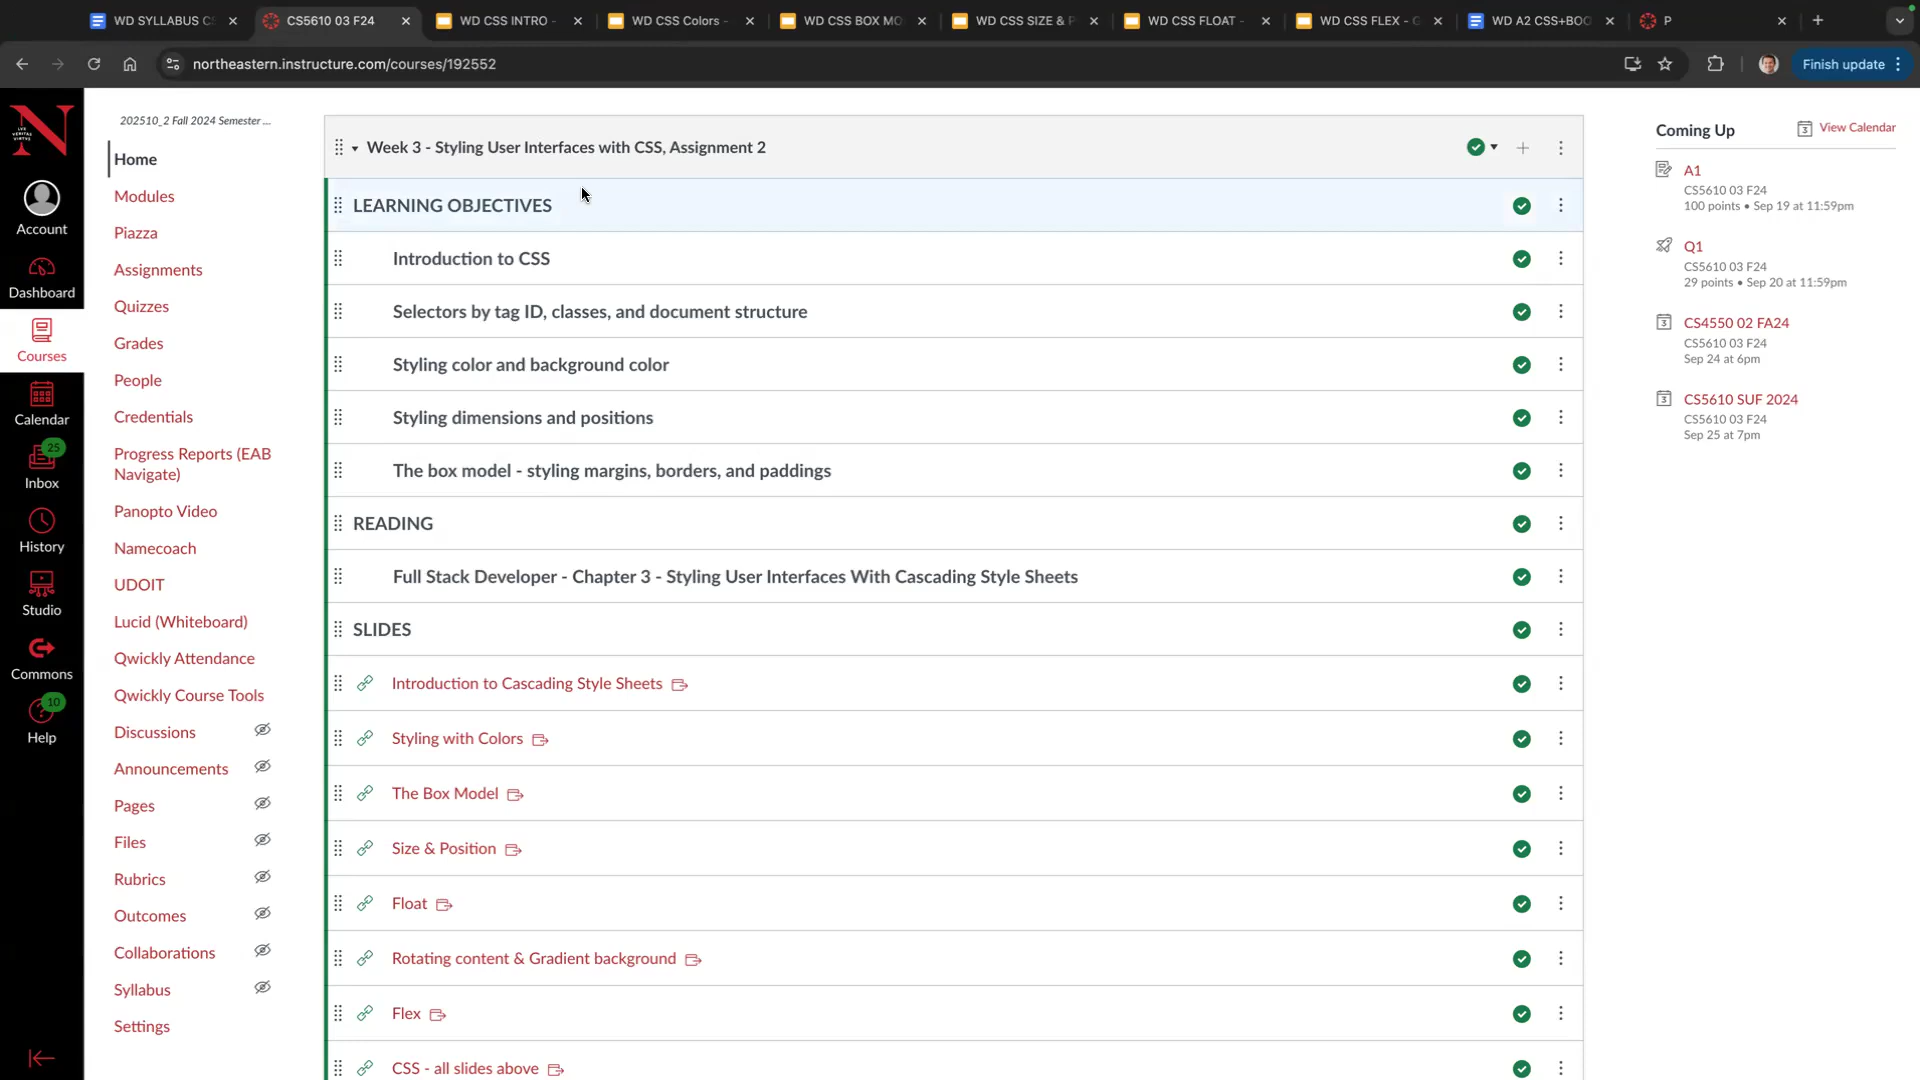 WD SYLLABUS CS
CS5610 03 F24
WD CSS INTRO -
WD CSS Colors -
WD CSS BOX MO
WD CSS SIZE & P
WD CSS FLOAT -
WD CSS FLEX - G
WD A2 CSS+BOO
P
northeastern.instructure.com/courses/192552
Finish update
Account
Dashboard
Courses
Calendar
25
Inbox
History
Studio
Commons
10
Help
202510_2 Fall 2024 Semester ...
Home
Modules
Piazza
Assignments
Quizzes
Grades
People
Credentials
Progress Reports (EAB
Navigate)
Panopto Video
Namecoach
UDOIT
Lucid (Whiteboard)
Qwickly Attendance
Qwickly Course Tools
Discussions
Announcements
Pages
Files
Rubrics
Outcomes
Collaborations
Syllabus
Settings
Week 3 - Styling User Interfaces with CSS, Assignment 2
LEARNING OBJECTIVES
Introduction to CSS
Selectors by tag ID, classes, and document structure
Styling color and background color
Styling dimensions and positions
The box model - styling margins, borders, and paddings
READING
Full Stack Developer - Chapter 3 - Styling User Interfaces With Cascading Style Sheets
SLIDES
Introduction to Cascading Style Sheets
Styling with Colors
The Box Model
Size & Position
Float
Rotating content & Gradient background
Flex
CSS - all slides above
Coming Up
3
View Calendar
A1
CS5610 03 F24
100 points • Sep 19 at 11:59pm
Q1
CS5610 03 F24
29 points • Sep 20 at 11:59pm
3
CS4550 02 FA24
CS5610 03 F24
Sep 24 at 6pm
3
CS5610 SUF 2024
CS5610 03 F24
Sep 25 at 7pm